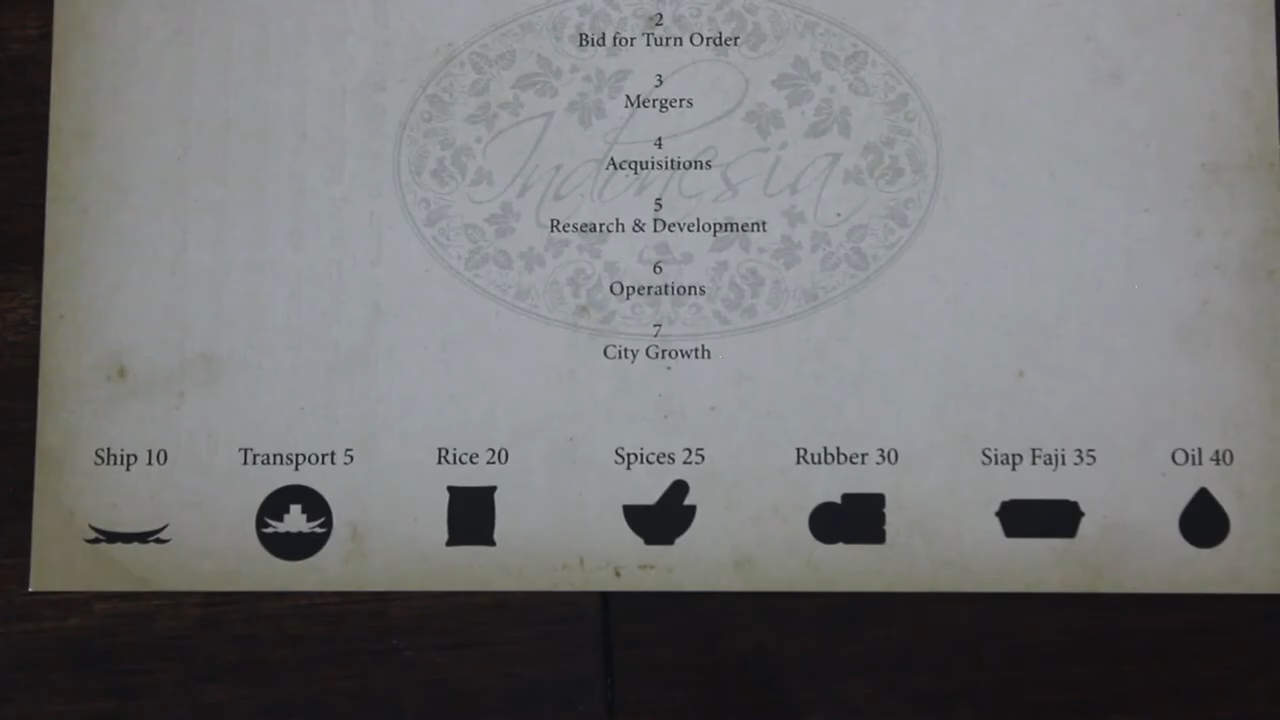 2
Bid for Turn Order
3
Mergers
4
Acquisitions
Indonesia
5
Research & Development
6
Operations
7
City Growth
Ship 10 Transport 5 Rice 20 Spices 25 Rubber 30 Siap Faji 35 Oil 40